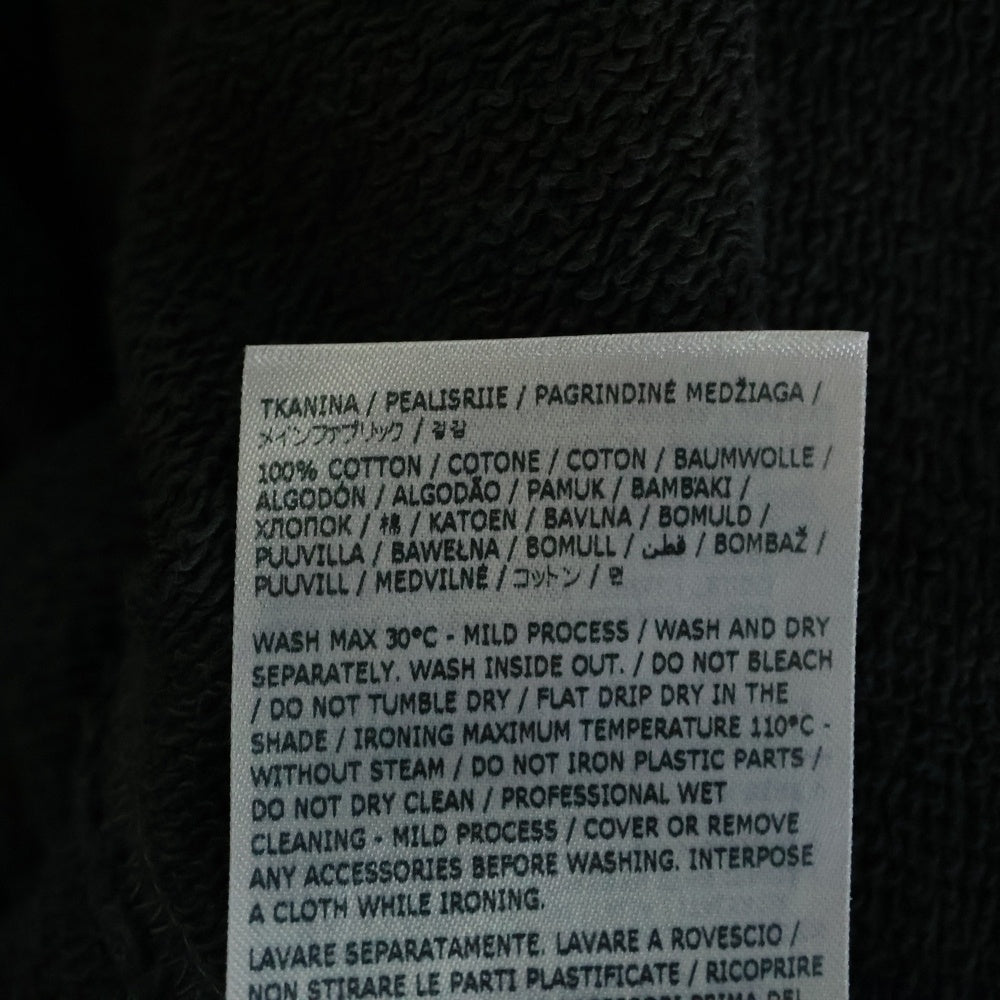 TKANINA / PEALISRIIE / PAGRINDINĖ MEDŽIAGA /
メインファブリック / 겉감
100% COTTON / COTONE / COTON / BAUMWOLLE /
ALGODÓN / ALGODÃO / PAMUK / BAMBAKI /
ХЛОПОК / 棉 / KATOEN / BAVLNA / BOMULD /
PUUVILLA / BAWEŁNA / BOMULL / قطن / BOMBAŽ /
PUUVILL / MEDVILNĖ / コットン / 면
WASH MAX 30°C - MILD PROCESS / WASH AND DRY
SEPARATELY. WASH INSIDE OUT. / DO NOT BLEACH
/ DO NOT TUMBLE DRY / FLAT DRIP DRY IN THE
SHADE / IRONING MAXIMUM TEMPERATURE 110°C -
WITHOUT STEAM / DO NOT IRON PLASTIC PARTS /
DO NOT DRY CLEAN / PROFESSIONAL WET
CLEANING - MILD PROCESS / COVER OR REMOVE
ANY ACCESSORIES BEFORE WASHING. INTERPOSE
A CLOTH WHILE IRONING.
LAVARE SEPARATAMENTE. LAVARE A ROVESCIO /
NON STIRARE LE PARTI PLASTIFICATE / RICOPRIRE
PRIMA DEL